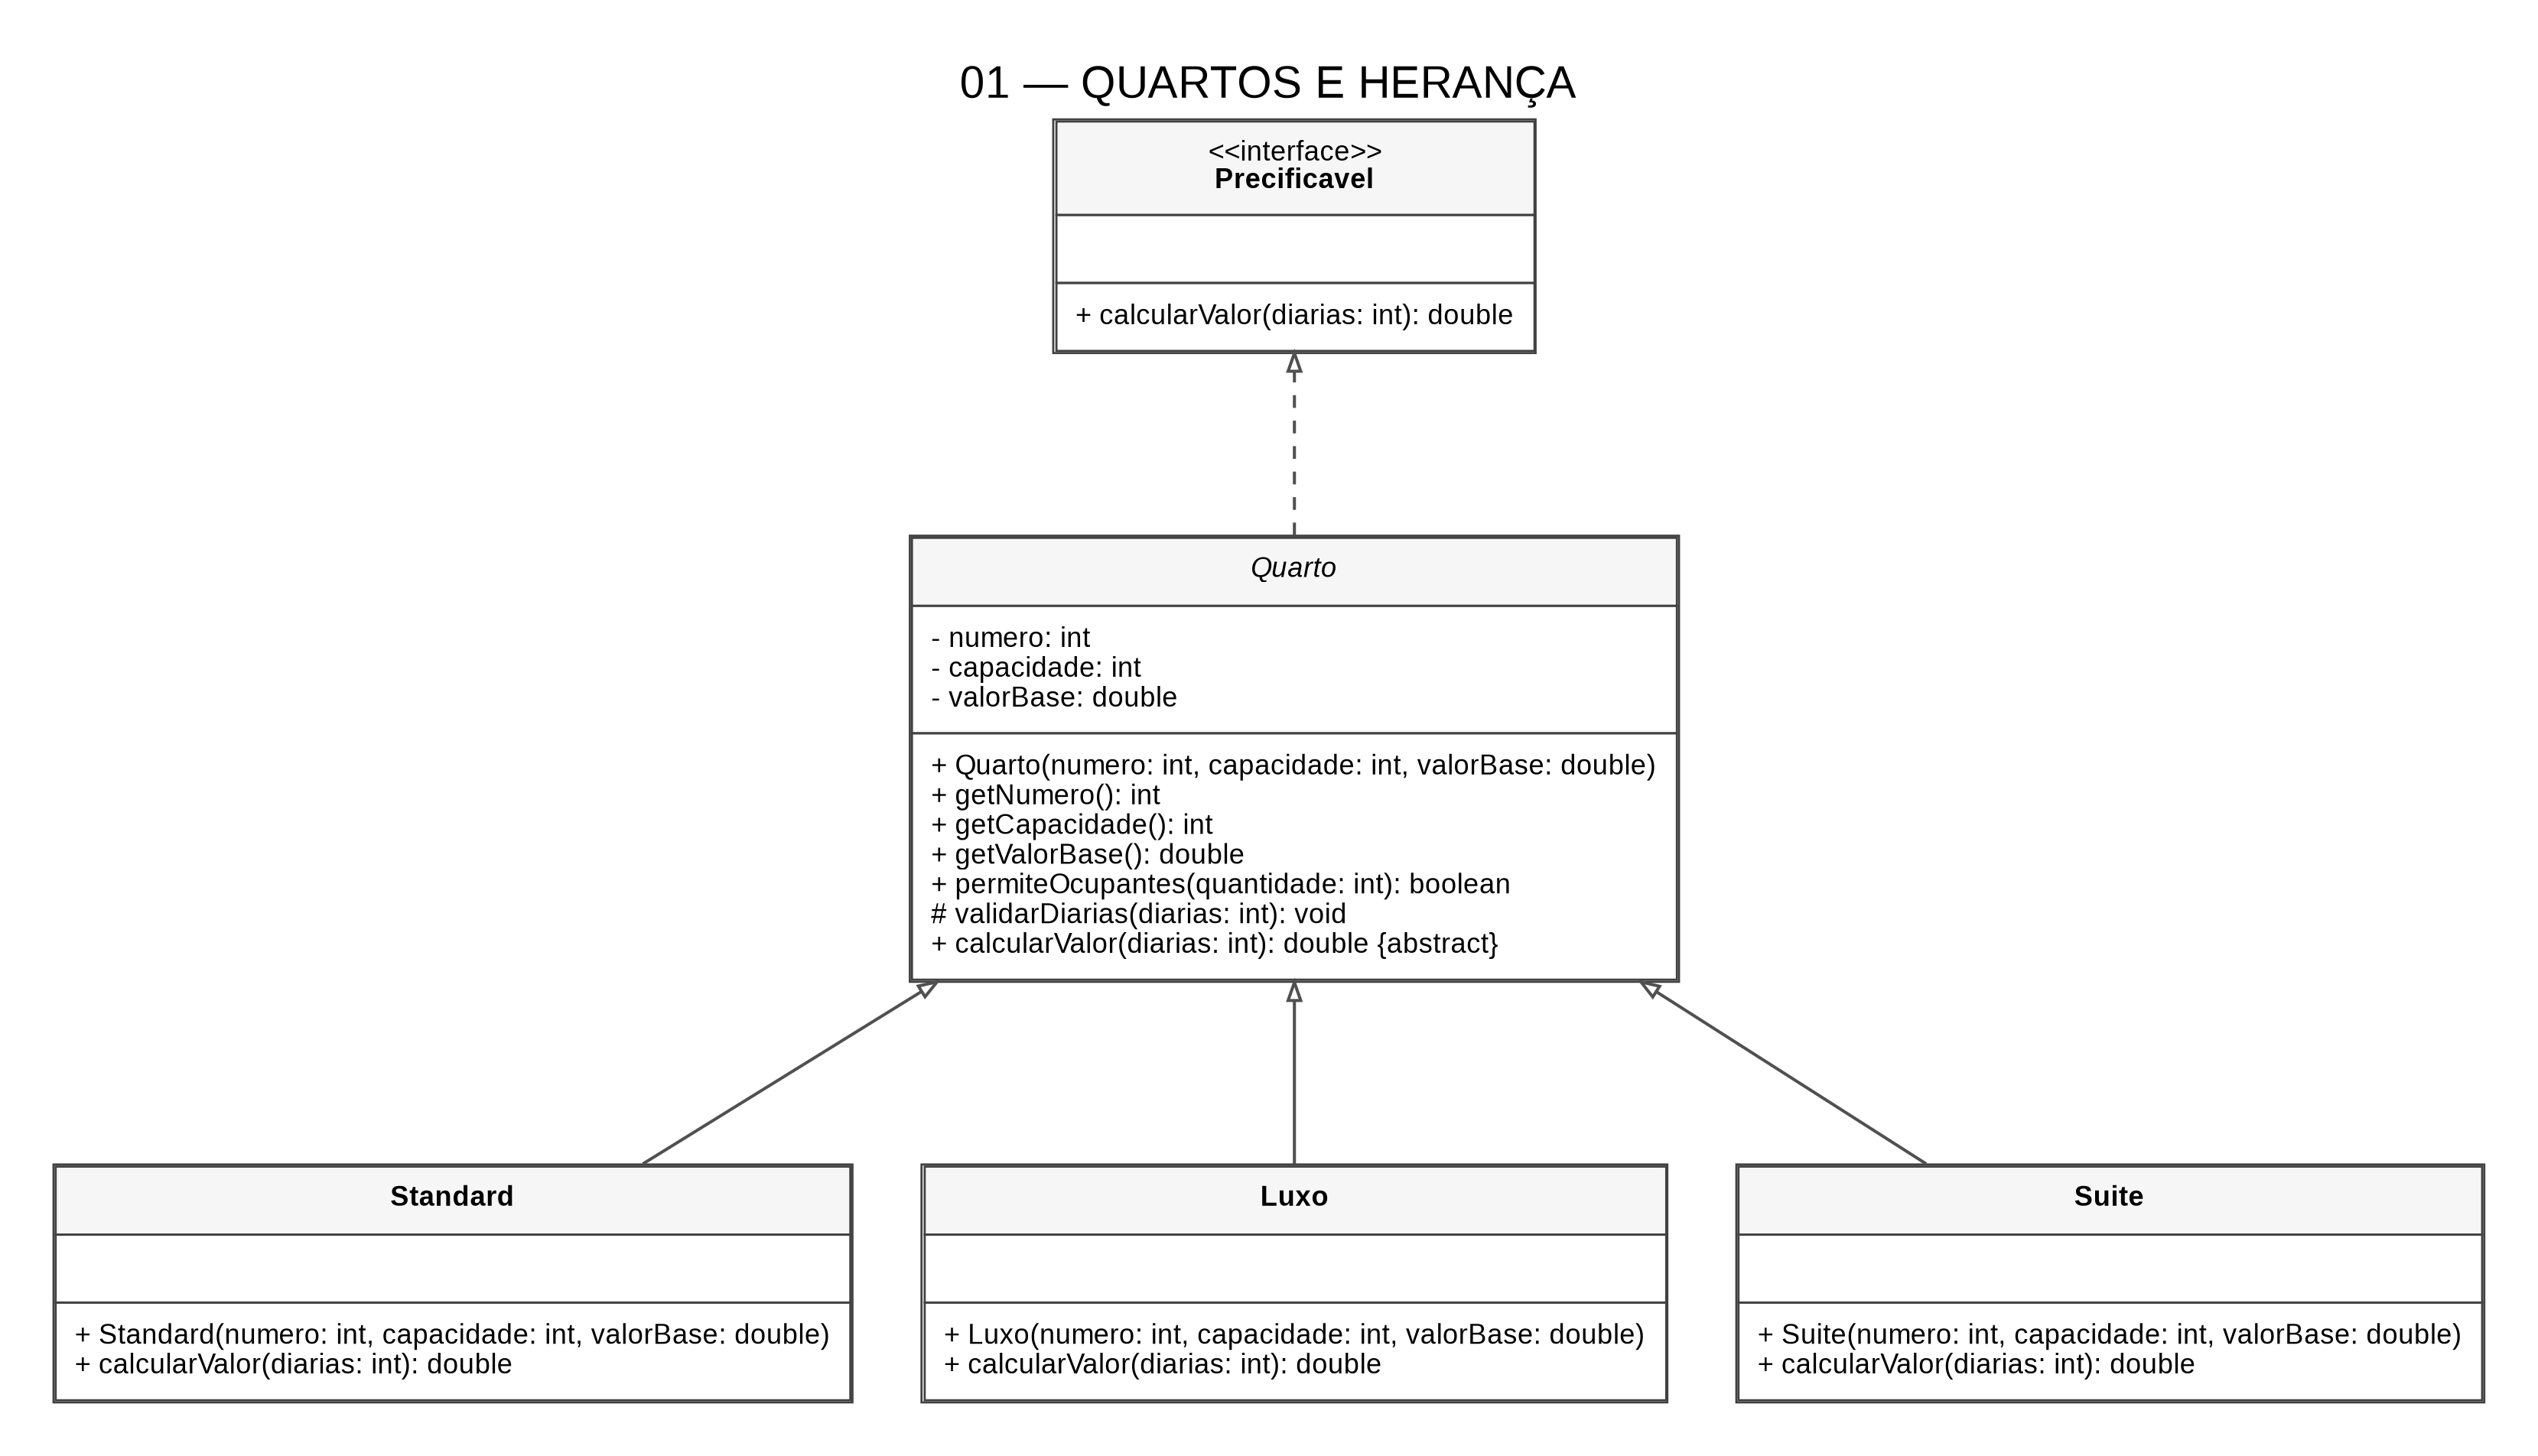 01 — QUARTOS E HERANÇA
<<interface>>
Precificavel
+ calcularValor(diarias: int): double
Quarto
- numero: int
- capacidade: int
- valorBase: double
+ Quarto(numero: int, capacidade: int, valorBase: double)
+ getNumero(): int
+ getCapacidade(): int
+ getValorBase(): double
+ permiteOcupantes(quantidade: int): boolean
# validarDiarias(diarias: int): void
+ calcularValor(diarias: int): double {abstract}
Standard
+ Standard(numero: int, capacidade: int, valorBase: double)
+ calcularValor(diarias: int): double
Luxo
+ Luxo(numero: int, capacidade: int, valorBase: double)
+ calcularValor(diarias: int): double
Suite
+ Suite(numero: int, capacidade: int, valorBase: double)
+ calcularValor(diarias: int): double